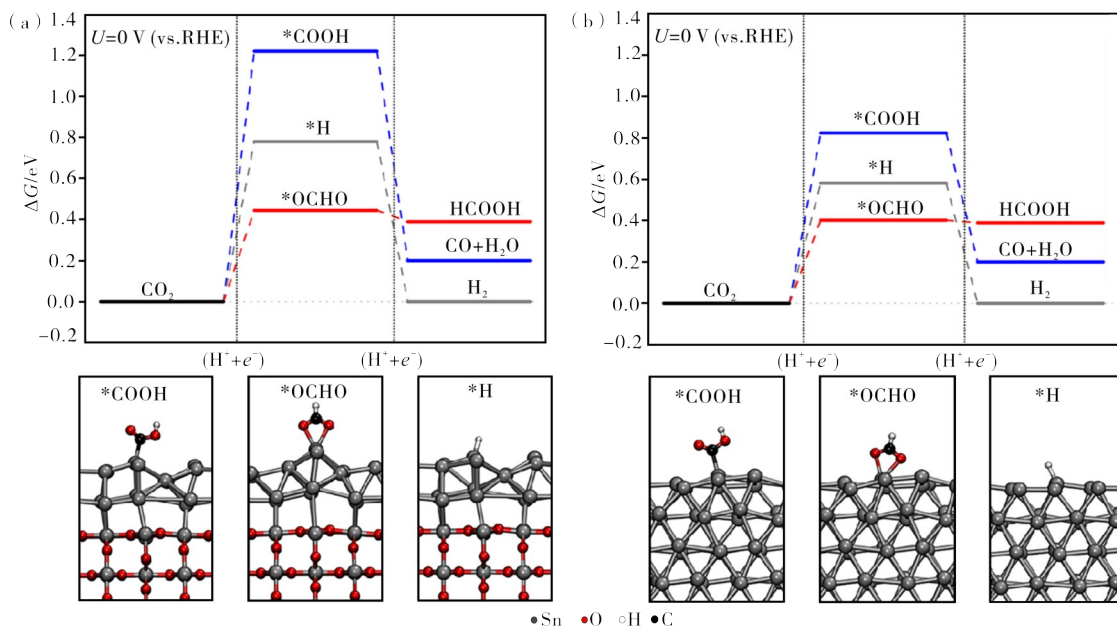 (a)
U=0 V (vs.RHE)
*COOH
*H
*OCHO
HCOOH
CO+H₂O
H₂
CO₂
ΔG/eV
1.4
1.2
1.0
0.8
0.6
0.4
0.2
0.0
−0.2
(H⁺+e⁻)
(H⁺+e⁻)
*COOH
*OCHO
*H
(b)
U=0 V (vs.RHE)
*COOH
*H
*OCHO
HCOOH
CO+H₂O
H₂
CO₂
ΔG/eV
1.4
1.2
1.0
0.8
0.6
0.4
0.2
0.0
−0.2
(H⁺+e⁻)
(H⁺+e⁻)
*COOH
*OCHO
*H
Sn O H C